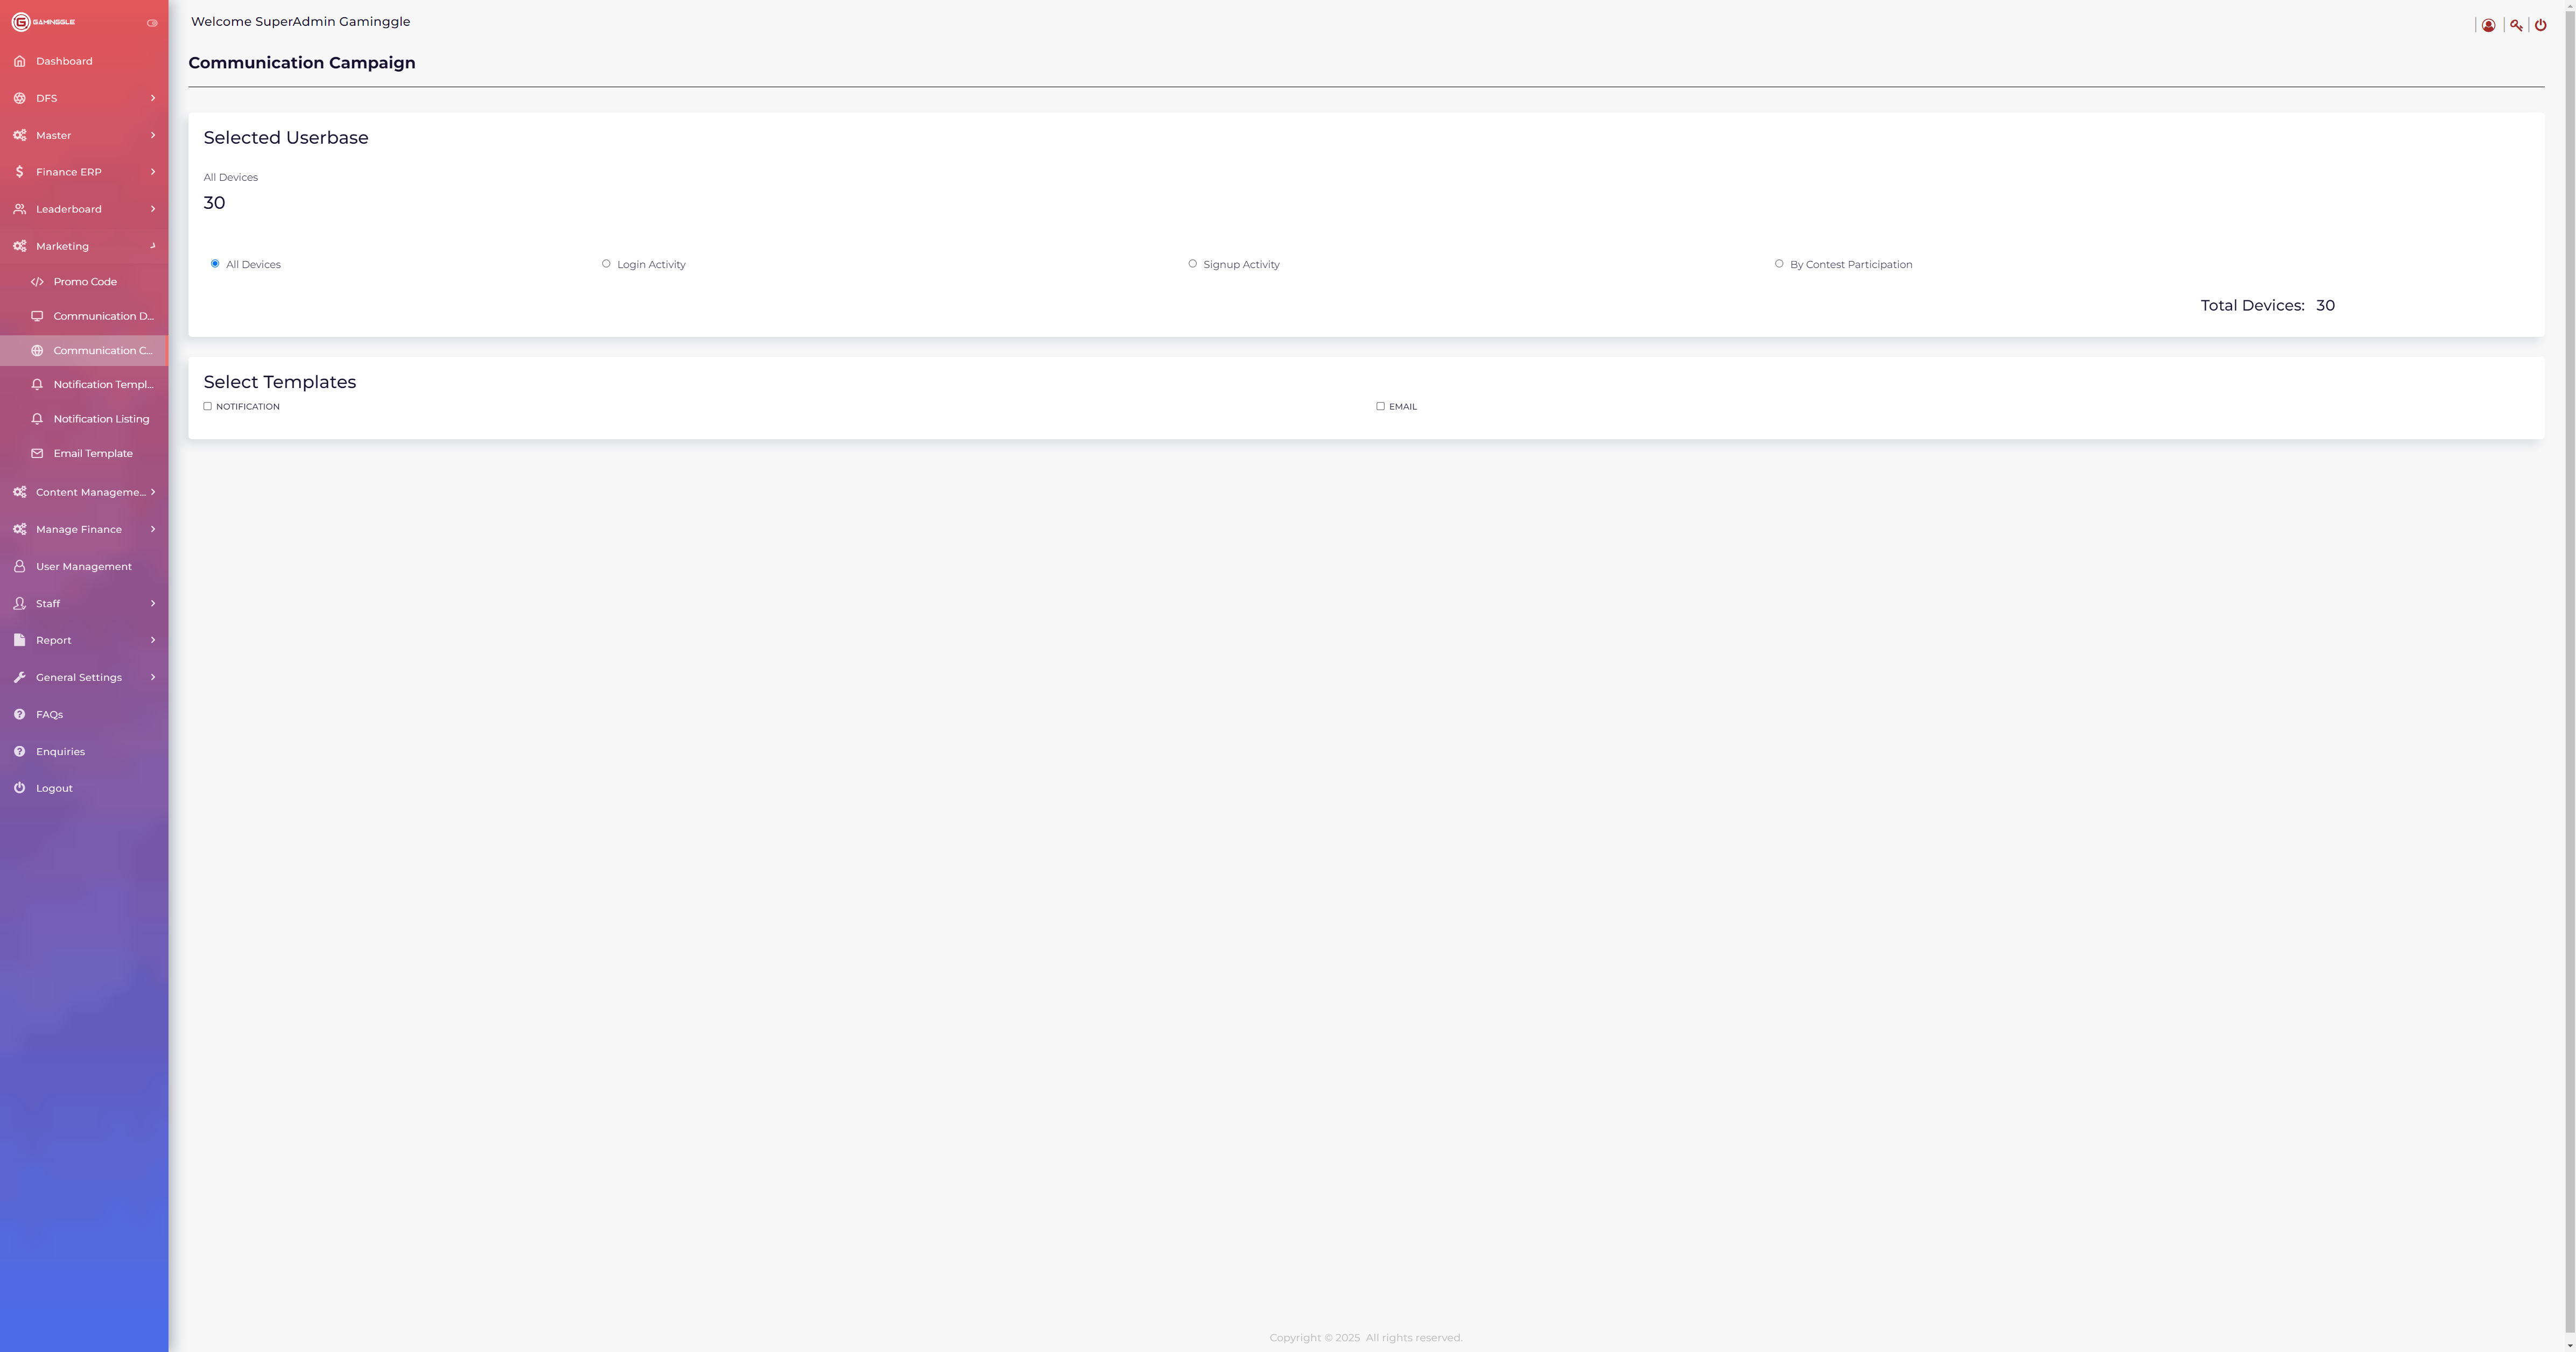 GAMINGGLE
Dashboard
DFS
Master
Finance ERP
Leaderboard
Marketing
Promo Code
Communication D...
Communication C...
Notification Templ...
Notification Listing
Email Template
Content Manageme...
Manage Finance
User Management
Staff
Report
General Settings
FAQs
Enquiries
Logout
Welcome SuperAdmin Gaminggle
Communication Campaign
Selected Userbase
All Devices
30
All Devices Login Activity Signup Activity By Contest Participation
Total Devices: 30
Select Templates
NOTIFICATION EMAIL
Copyright © 2025 All rights reserved.